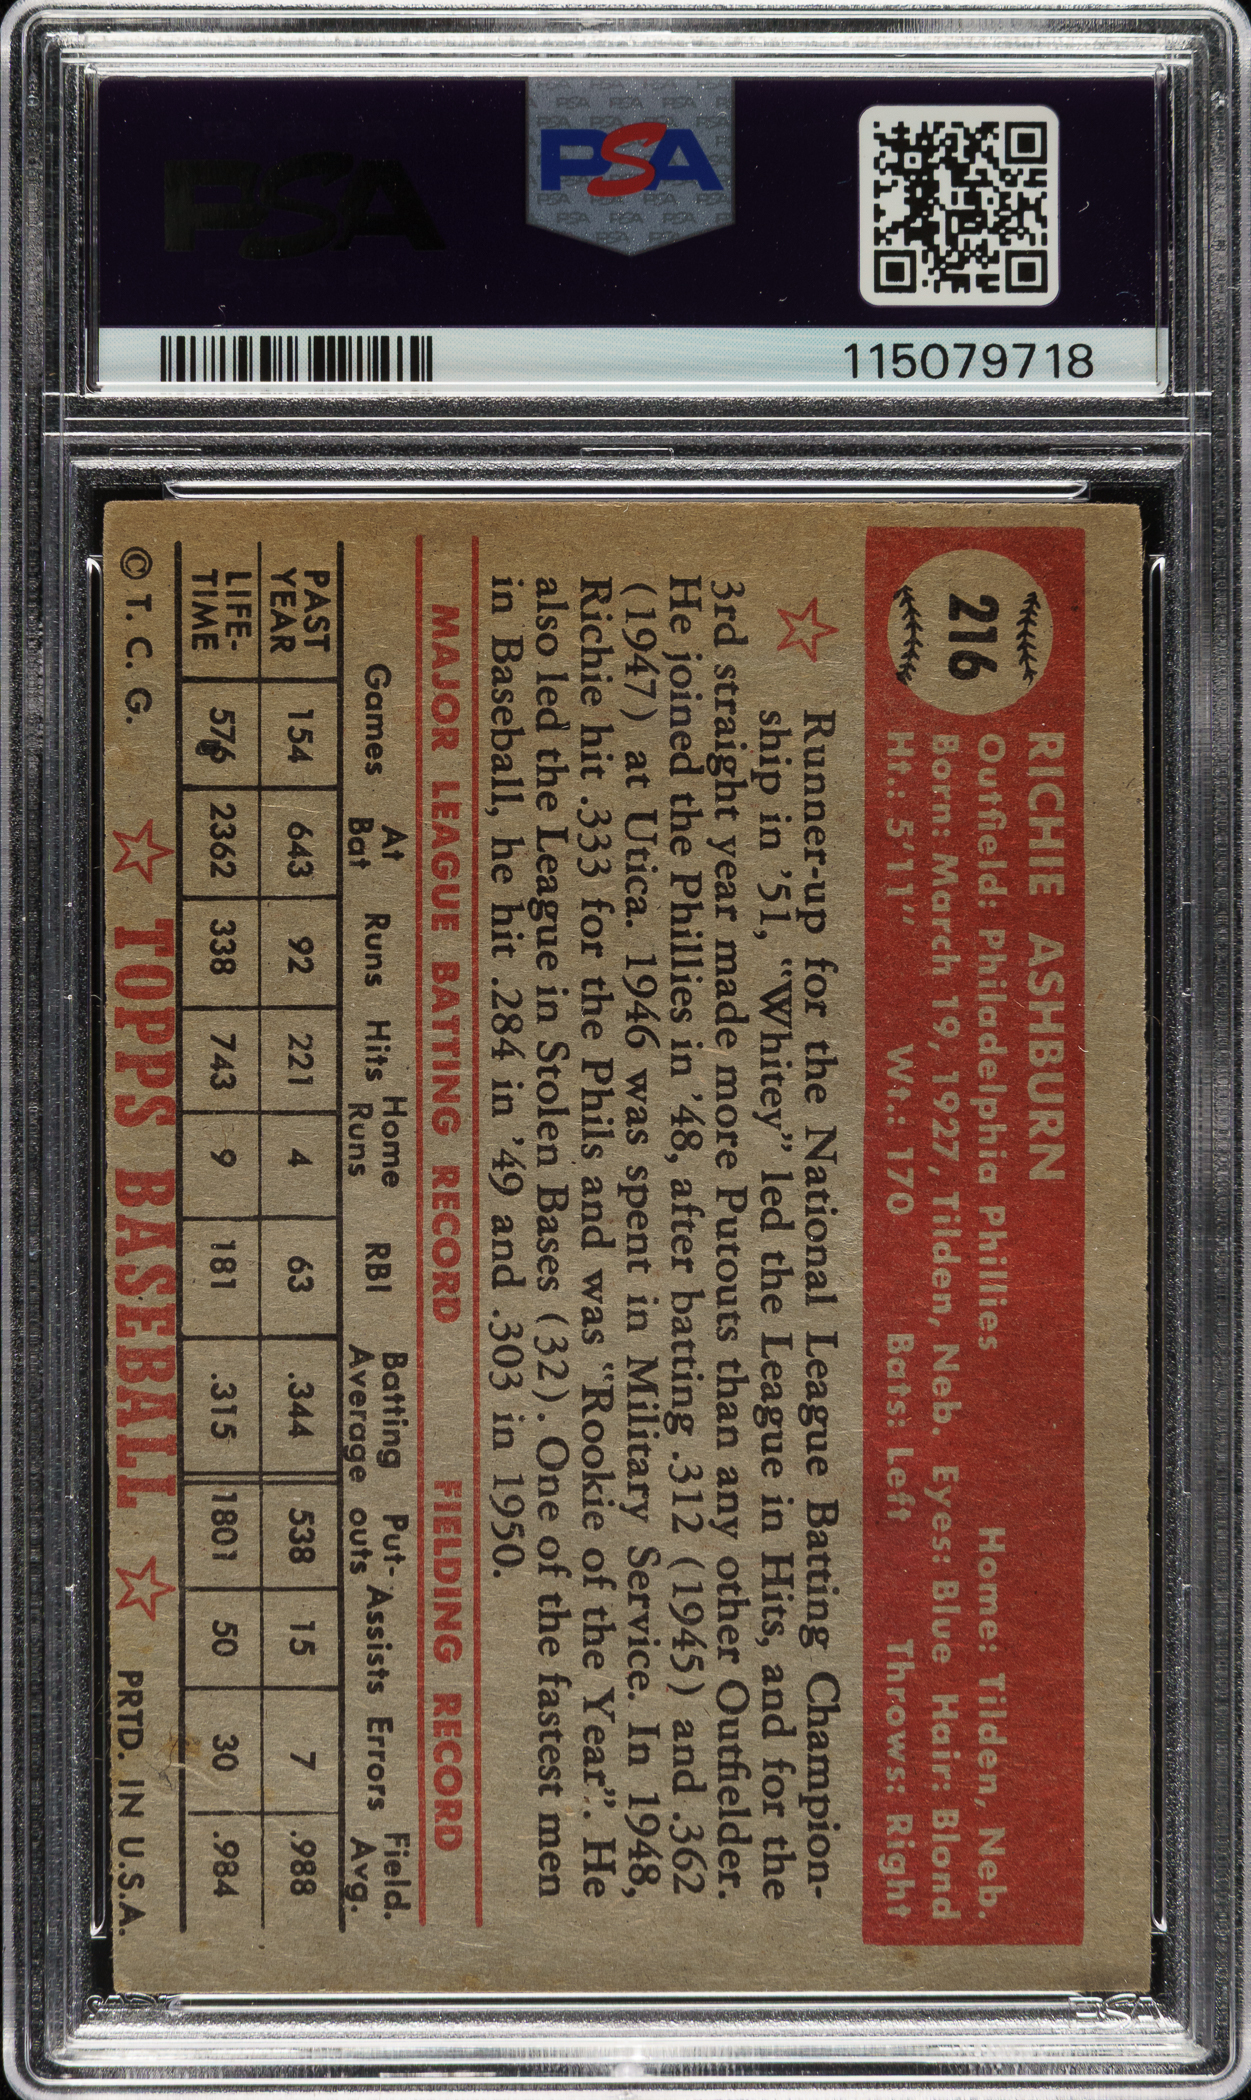 PSA
PSA
115079718
216
RICHIE ASHBURN
Outfield: Philadelphia Phillies Home: Tilden, Neb.
Born: March 19, 1927, Tilden, Neb. Eyes: Blue Hair: Blond
Ht.: 5'11" Wt.: 170 Bats: Left Throws: Right
Runner-up for the National League Batting Champion-
ship in '51, "Whitey" led the League in Hits, and for the
3rd straight year made more Putouts than any other Outfielder.
He joined the Phillies in '48, after batting .312 (1945) and .362
(1947) at Utica. 1946 was spent in Military Service. In 1948,
Richie hit .333 for the Phils and was "Rookie of the Year". He
also led the League in Stolen Bases (32). One of the fastest men
in Baseball, he hit .284 in '49 and .303 in 1950.
MAJOR LEAGUE BATTING RECORD FIELDING RECORD
Games At Bat Runs Hits Home Runs RBI Batting Average Put-outs Assists Errors Field. Avg.
PAST YEAR 154 643 92 221 4 63 .344 538 15 7 .988
LIFE-TIME 576 2362 338 743 9 181 .315 1801 50 30 .984
© T. C. G. TOPPS BASEBALL PRTD. IN U.S.A.
PSA